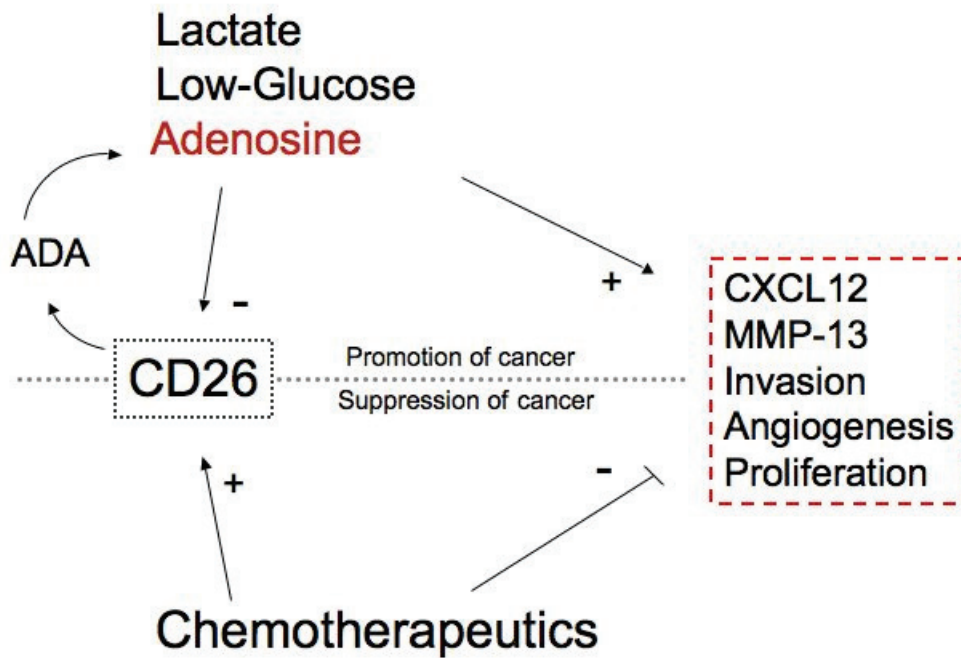 Lactate
Low-Glucose
Adenosine
ADA
-
+
CXCL12
MMP-13
Invasion
Angiogenesis
Proliferation
CD26
Promotion of cancer
Suppression of cancer
+
-
Chemotherapeutics